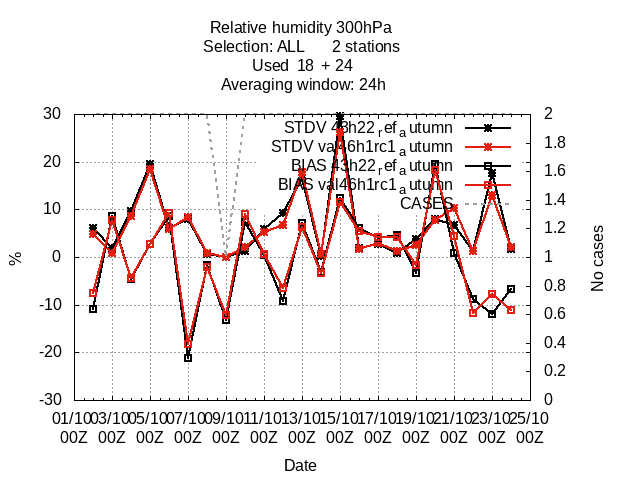 Relative humidity 300hPa
Selection: ALL 2 stations
Used 18 + 24
Averaging window: 24h
30
20
10
0
-10
-20
-30
%
2
1.8
1.6
1.4
1.2
1
0.8
0.6
0.4
0.2
0
No cases
STDV 43h22ref_autumn
STDV val46h1rc1autumn
BIAS 43h22refautumn
BIAS val46h1rc1autumn
CASES
01/10 03/10 05/10 07/10 09/10 11/10 13/10 15/10 17/10 19/10 21/10 23/10 25/10
00Z 00Z 00Z 00Z 00Z 00Z 00Z 00Z 00Z 00Z 00Z 00Z 00Z
Date